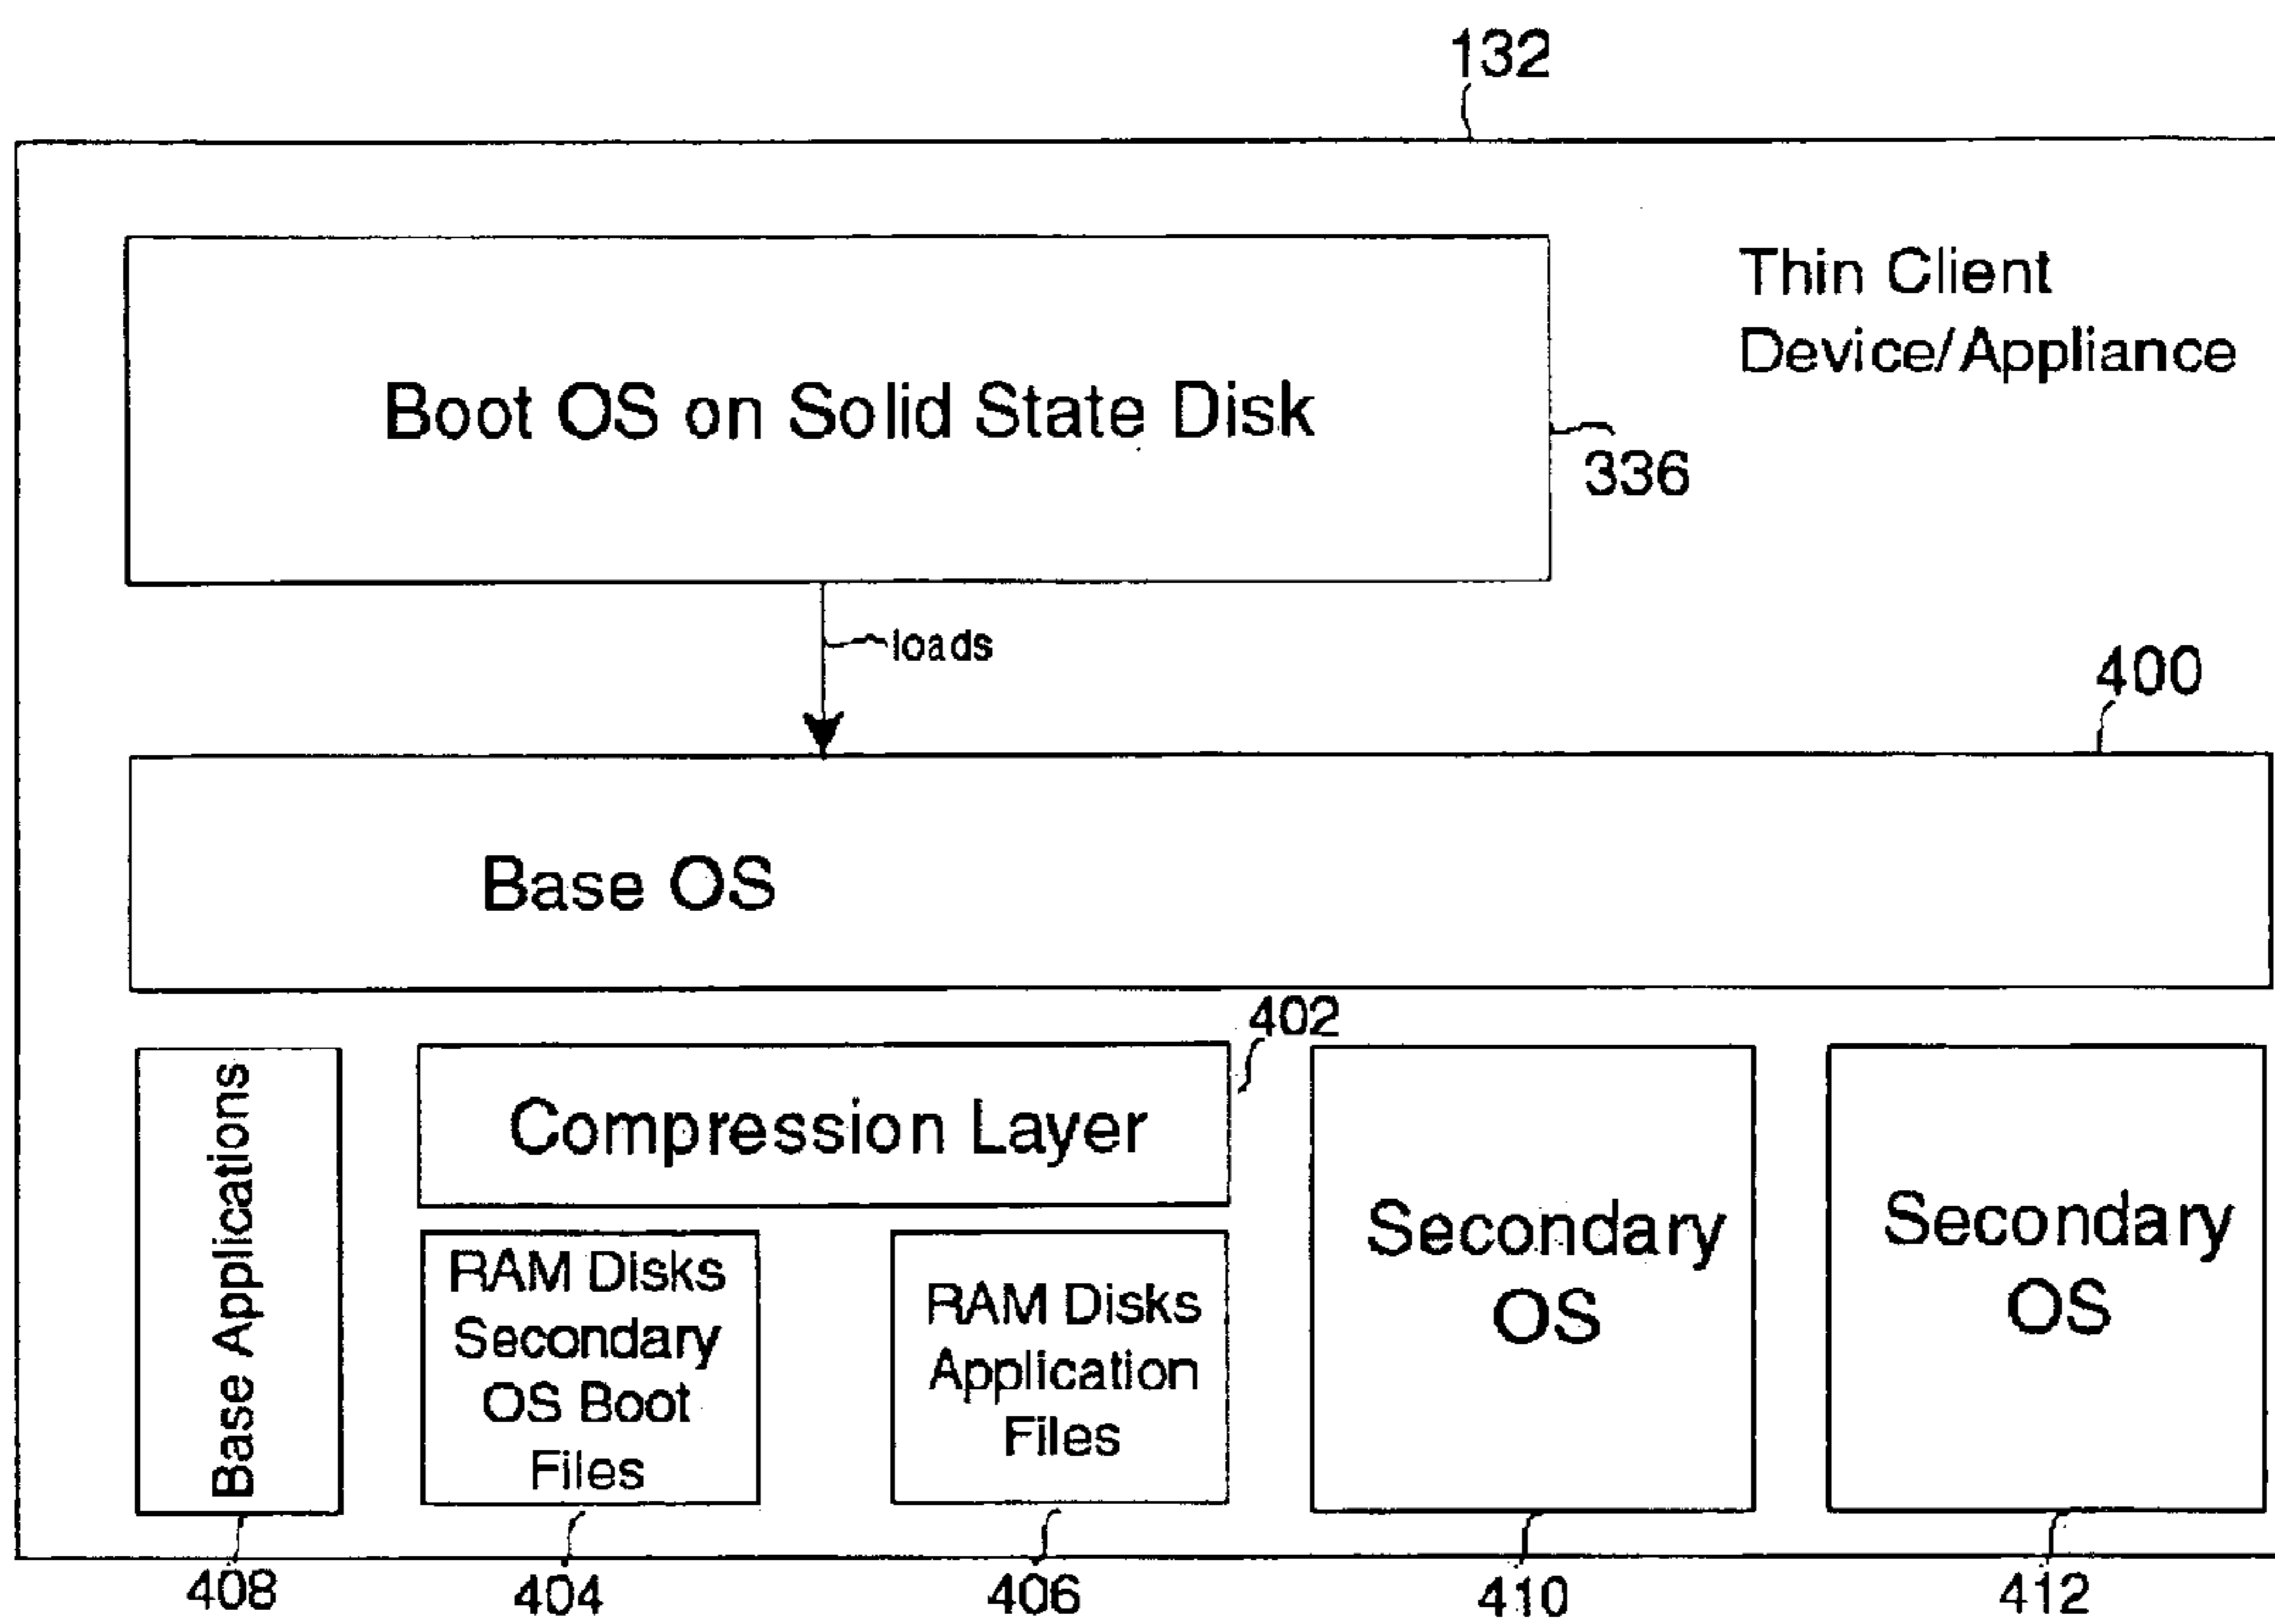 132
Thin Client
Device/Appliance
Boot OS on Solid State Disk
336
loads
400
Base OS
402
Base Applications
Compression Layer
RAM Disks
Secondary
OS Boot
Files
RAM Disks
Application
Files
Secondary
OS
Secondary
OS
408
404
406
410
412